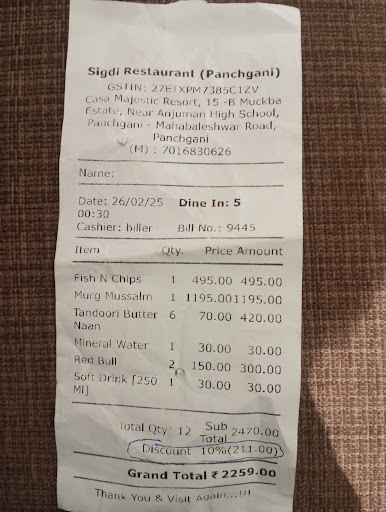 Sigdi Restaurant (Panchgani)
GSTIN: 27ETXPM7385C1ZV
Casa Majestic Resort, 15 -B Muckba
Estate, Near Anjuman High School,
Panchgani - Mahabaleshwar Road,
Panchgani
(M) : 7016830626
Name:
Date: 26/02/25 Dine In: 5
00:30
Cashier: biller Bill No.: 9445
Item Qty. Price Amount
Fish N Chips 1 495.00 495.00
Murg Mussalm 1 1195.00 1195.00
Tandoori Butter 6 70.00 420.00
Naan
Mineral Water 1 30.00 30.00
Red Bull 2 150.00 300.00
Soft Drink [250 1 30.00 30.00
Ml]
Total Qty: 12 Sub 2470.00
Total
Discount 10%(211.00)
Grand Total ₹ 2259.00
Thank You & Visit Again...!!!